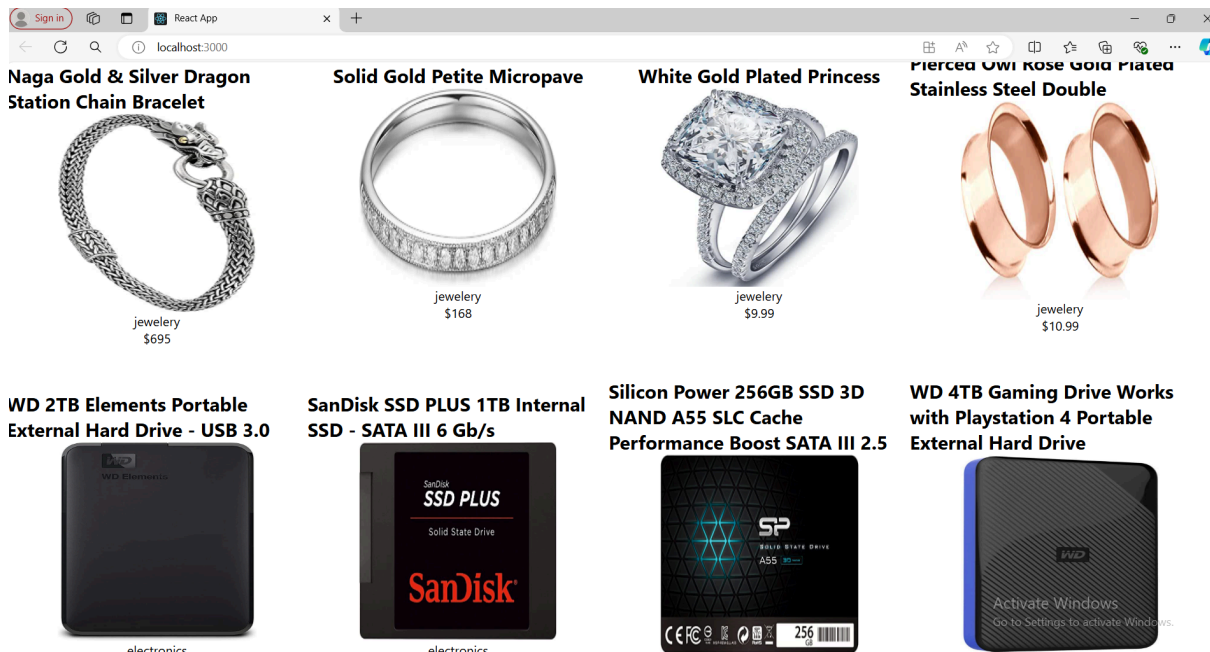 Sign in
React App
localhost:3000
Naga Gold & Silver Dragon
Station Chain Bracelet
jewelery
$695
Solid Gold Petite Micropave
jewelery
$168
White Gold Plated Princess
jewelery
$9.99
Pierced Owl Rose Gold Plated
Stainless Steel Double
jewelery
$10.99
WD 2TB Elements Portable
External Hard Drive - USB 3.0
WD
WD Elements
electronics
SanDisk SSD PLUS 1TB Internal
SSD - SATA III 6 Gb/s
SanDisk
SSD PLUS
Solid State Drive
SanDisk
electronics
Silicon Power 256GB SSD 3D
NAND A55 SLC Cache
Performance Boost SATA III 2.5
SP
SOLID STATE DRIVE
A55
256
GB
WD 4TB Gaming Drive Works
with Playstation 4 Portable
External Hard Drive
WD
Activate Windows
Go to Settings to activate Windows.